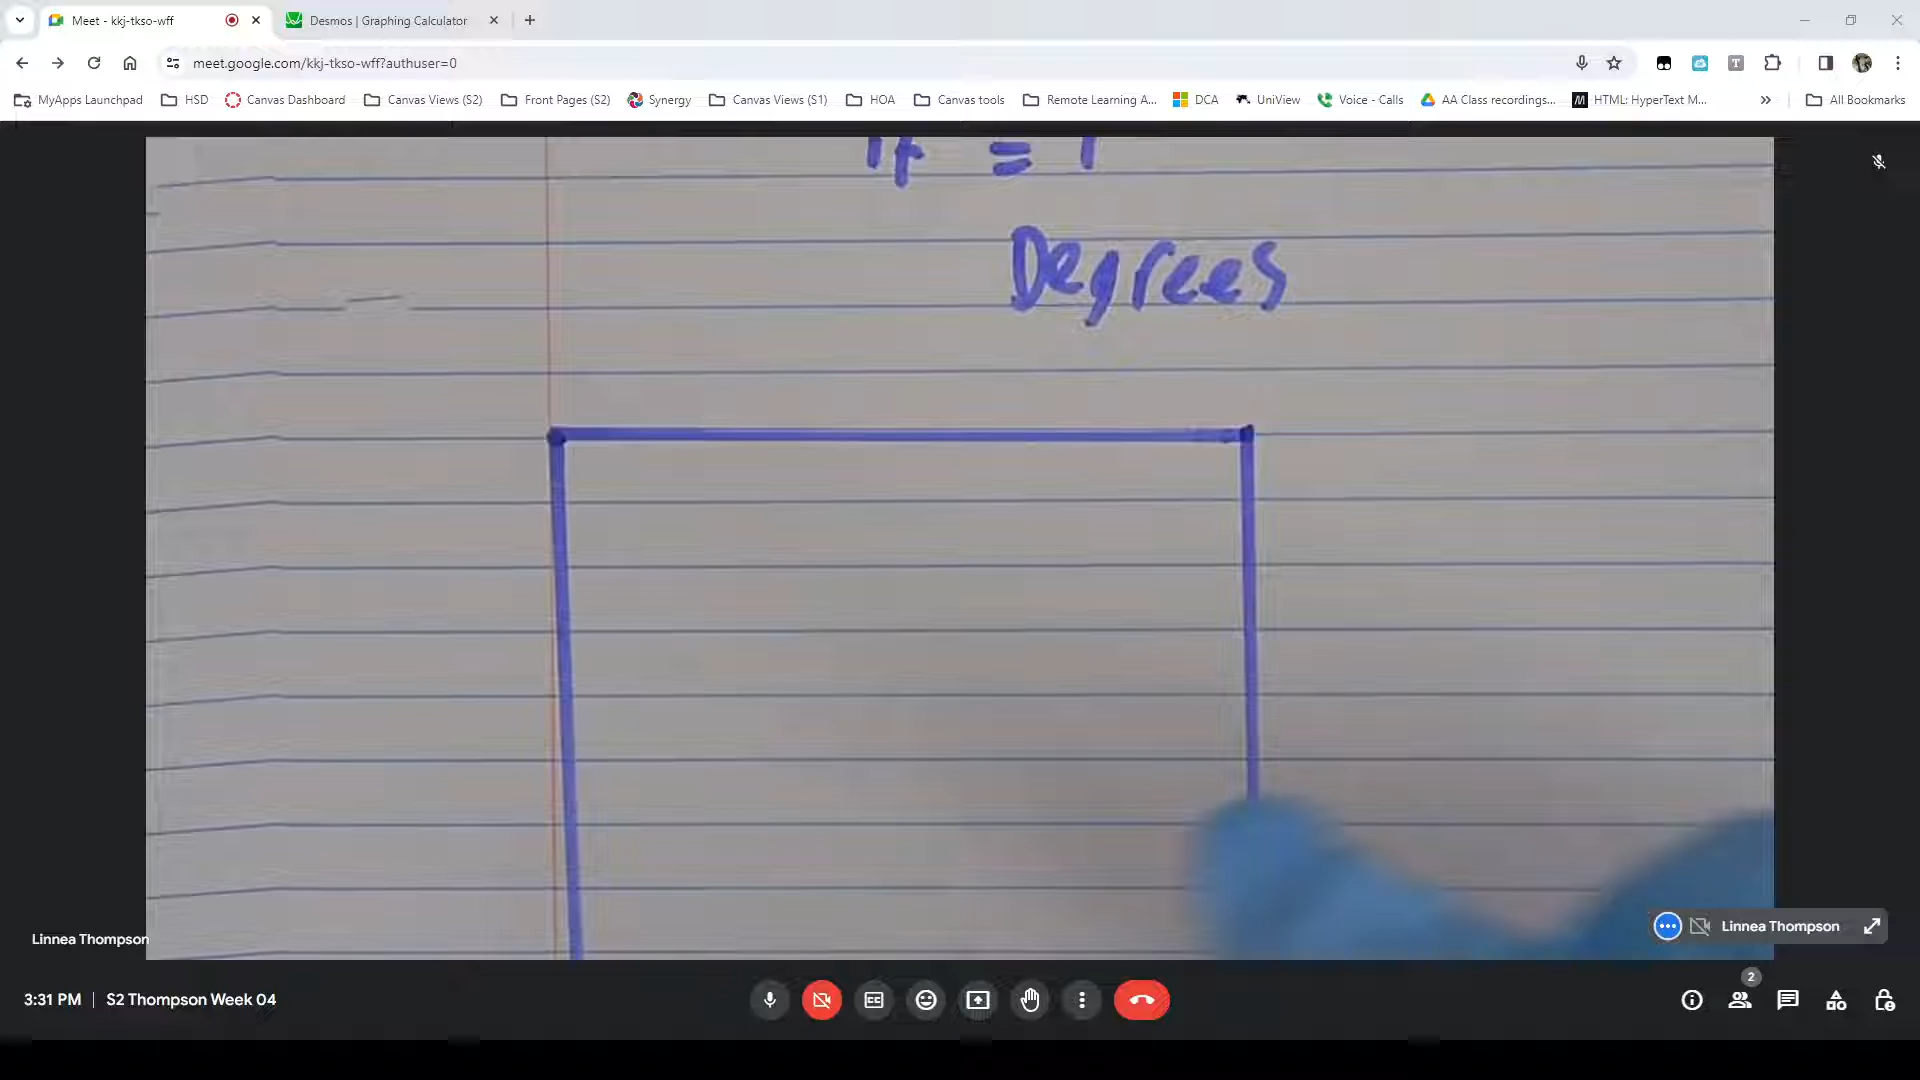 Meet - kkj-tkso-wff
Desmos | Graphing Calculator
meet.google.com/kkj-tkso-wff?authuser=0
MyApps Launchpad
HSD
Canvas Dashboard
Canvas Views (S2)
Front Pages (S2)
Synergy
Canvas Views (S1)
HOA
Canvas tools
Remote Learning A...
DCA
UniView
Voice - Calls
AA Class recordings...
HTML: HyperText M...
All Bookmarks
Degrees
Linnea Thompson
Linnea Thompson
3:31 PM | S2 Thompson Week 04
2